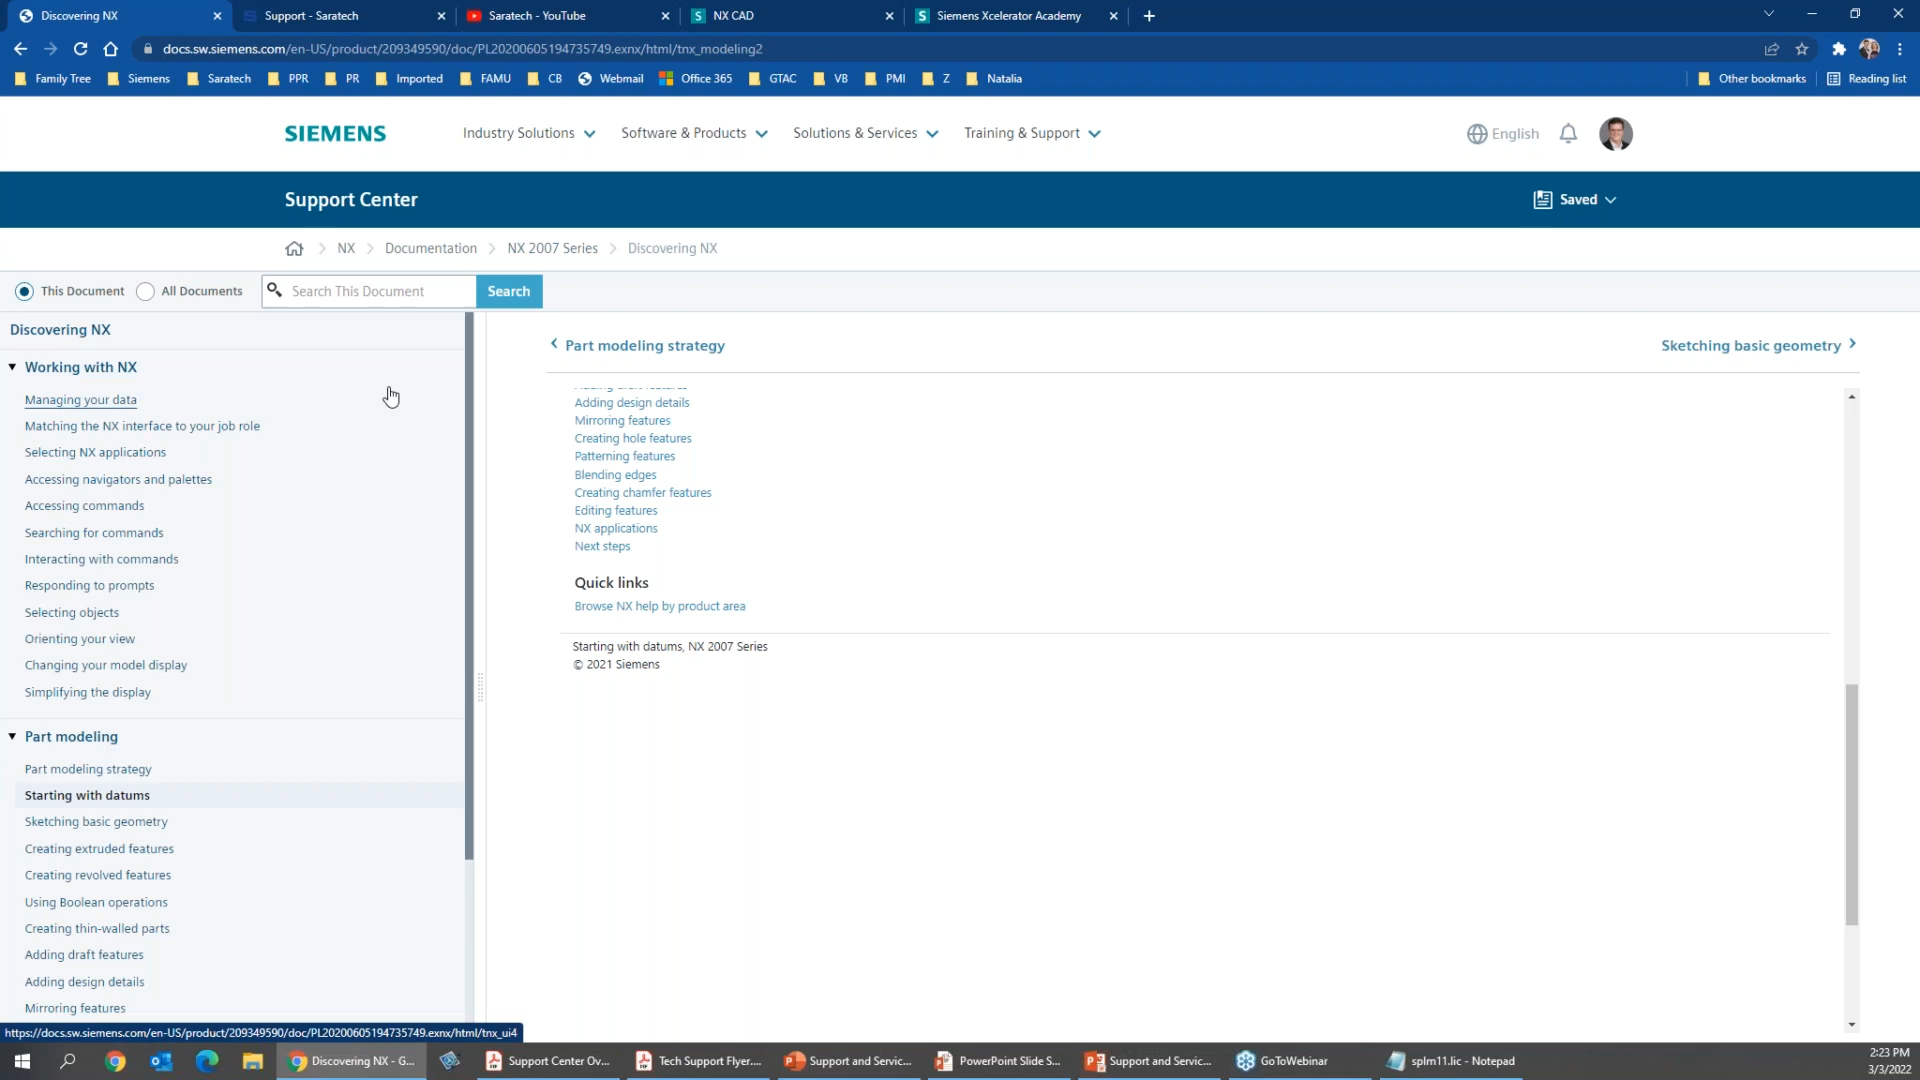 Discovering NX
Support - Saratech
Saratech - YouTube
NX CAD
Siemens Xcelerator Academy
docs.sw.siemens.com/en-US/product/209349590/doc/PL20200605194735749.exnx/html/tnx_modeling2
Family Tree
Siemens
Saratech
PPR
PR
Imported
FAMU
CB
Webmail
Office 365
GTAC
VB
PMI
Z
Natalia
Other bookmarks
Reading list
SIEMENS
Industry Solutions
Software & Products
Solutions & Services
Training & Support
English
Support Center
Saved
NX
Documentation
NX 2007 Series
Discovering NX
This Document
All Documents
Search This Document
Search
Discovering NX
Working with NX
Managing your data
Matching the NX interface to your job role
Selecting NX applications
Accessing navigators and palettes
Accessing commands
Searching for commands
Interacting with commands
Responding to prompts
Selecting objects
Orienting your view
Changing your model display
Simplifying the display
Part modeling
Part modeling strategy
Starting with datums
Sketching basic geometry
Creating extruded features
Creating revolved features
Using Boolean operations
Creating thin-walled parts
Adding draft features
Adding design details
Mirroring features
Part modeling strategy
Sketching basic geometry
Adding design details
Mirroring features
Creating hole features
Patterning features
Blending edges
Creating chamfer features
Editing features
NX applications
Next steps
Quick links
Browse NX help by product area
Starting with datums, NX 2007 Series
© 2021 Siemens
https://docs.sw.siemens.com/en-US/product/209349590/doc/PL20200605194735749.exnx/html/tnx_ui4
Discovering NX - G...
Support Center Ov...
Tech Support Flyer....
Support and Servic...
PowerPoint Slide S...
Support and Servic...
GoToWebinar
splm11.lic - Notepad
2:23 PM
3/3/2022